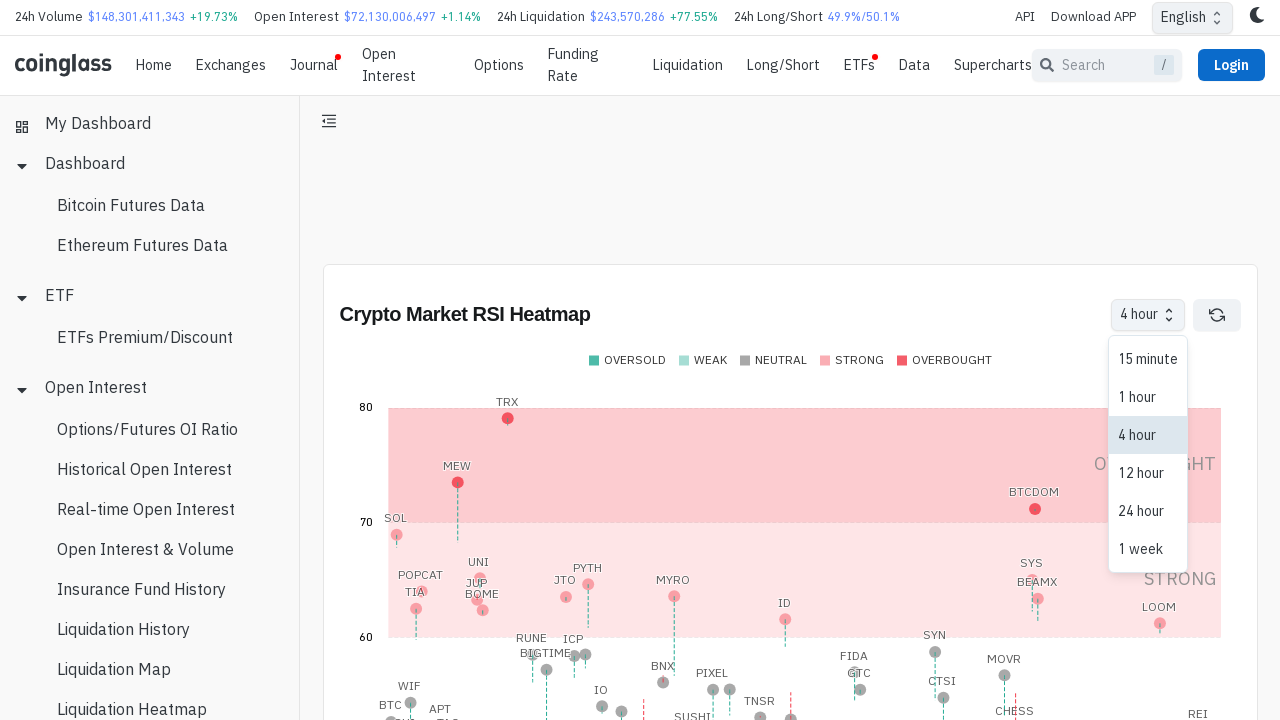 24h Volume $148,301,411,343 +19.73% Open Interest $72,130,006,497 +1.14% 24h Liquidation $243,570,286 +77.55% 24h Long/Short 49.9%/50.1% API Download APP English
coinglass Home Exchanges Journal Open Interest Options Funding Rate Liquidation Long/Short ETFs Data Supercharts Search / Login
My Dashboard
Dashboard
Bitcoin Futures Data
Ethereum Futures Data
ETF
ETFs Premium/Discount
Open Interest
Options/Futures OI Ratio
Historical Open Interest
Real-time Open Interest
Open Interest & Volume
Insurance Fund History
Liquidation History
Liquidation Map
Liquidation Heatmap
Crypto Market RSI Heatmap
4 hour
15 minute
1 hour
4 hour
12 hour
24 hour
1 week
OVERSOLD WEAK NEUTRAL STRONG OVERBOUGHT
80
TRX
MEW
BTCDOM
70
SOL
UNI
SYS
PYTH
POPCAT
JTO
MYRO
BEAMX
STRONG
JUP
TIA
BOME
ID
LOOM
60
RUNE
ICP
SYN
BIGTIME
FIDA
MOVR
BNX
PIXEL
GTC
CTSI
WIF
IO
TNSR
BTC
APT
CHESS
REI
SUSHI